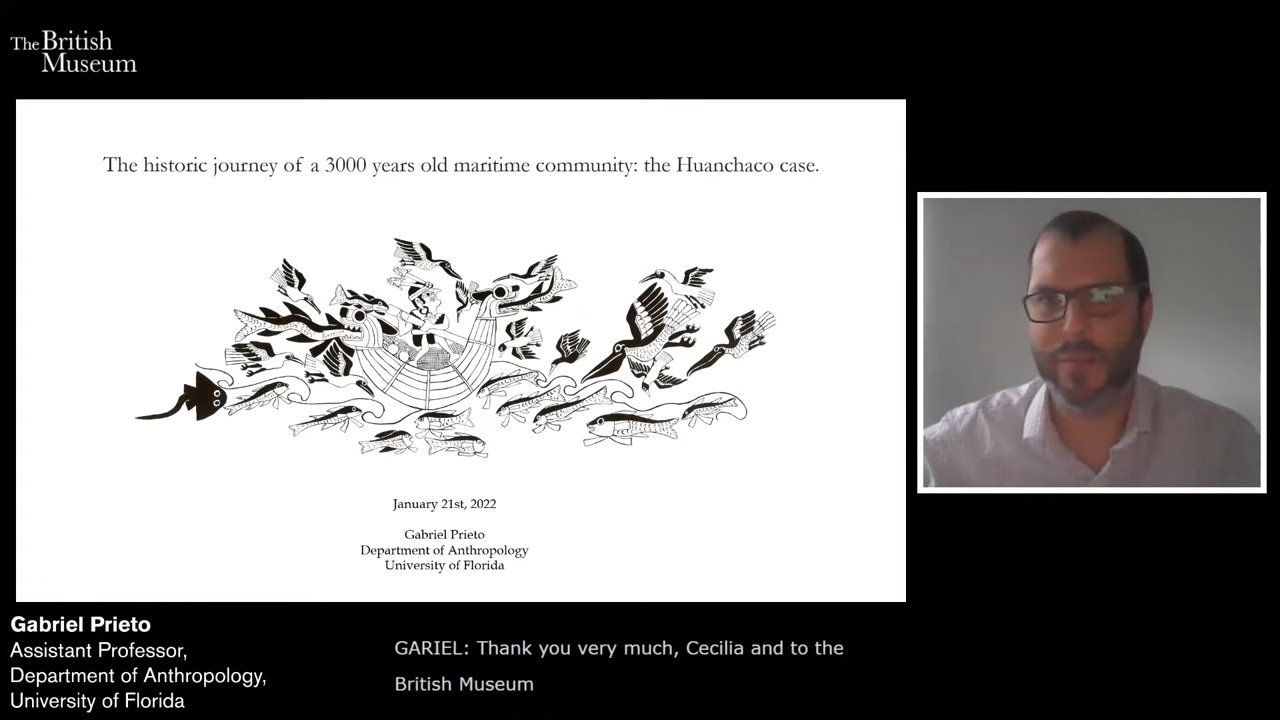 The British
Museum
The historic journey of a 3000 years old maritime community: the Huanchaco case.
January 21st, 2022
Gabriel Prieto
Department of Anthropology
University of Florida
Gabriel Prieto
Assistant Professor,
Department of Anthropology,
University of Florida
GARIEL: Thank you very much, Cecilia and to the
British Museum